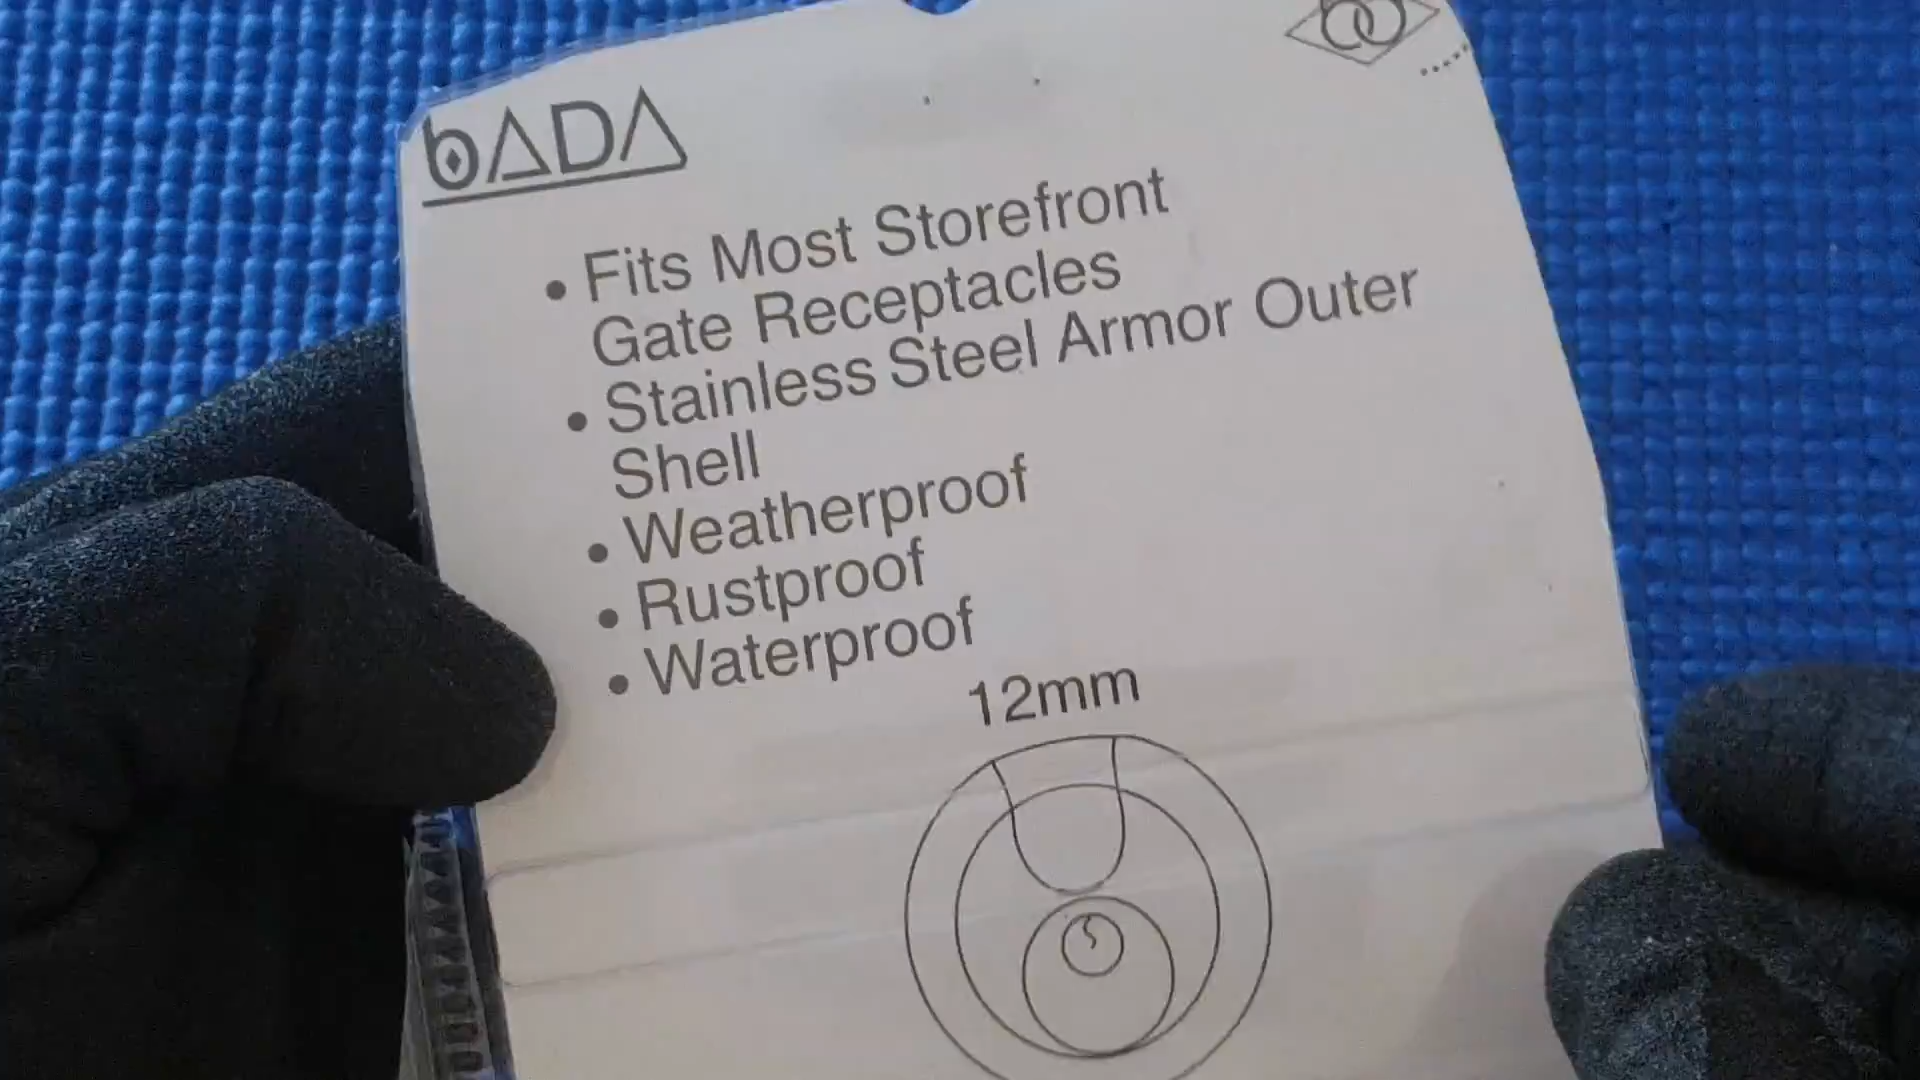 bADA
• Fits Most Storefront
Gate Receptacles
• Stainless Steel Armor Outer
Shell
• Weatherproof
• Rustproof
• Waterproof
12mm